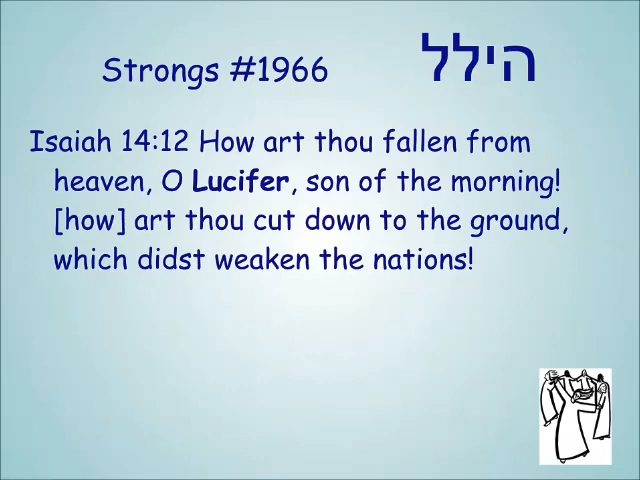 Strongs #1966 הילל
Isaiah 14:12 How art thou fallen from
heaven, O Lucifer, son of the morning!
[how] art thou cut down to the ground,
which didst weaken the nations!